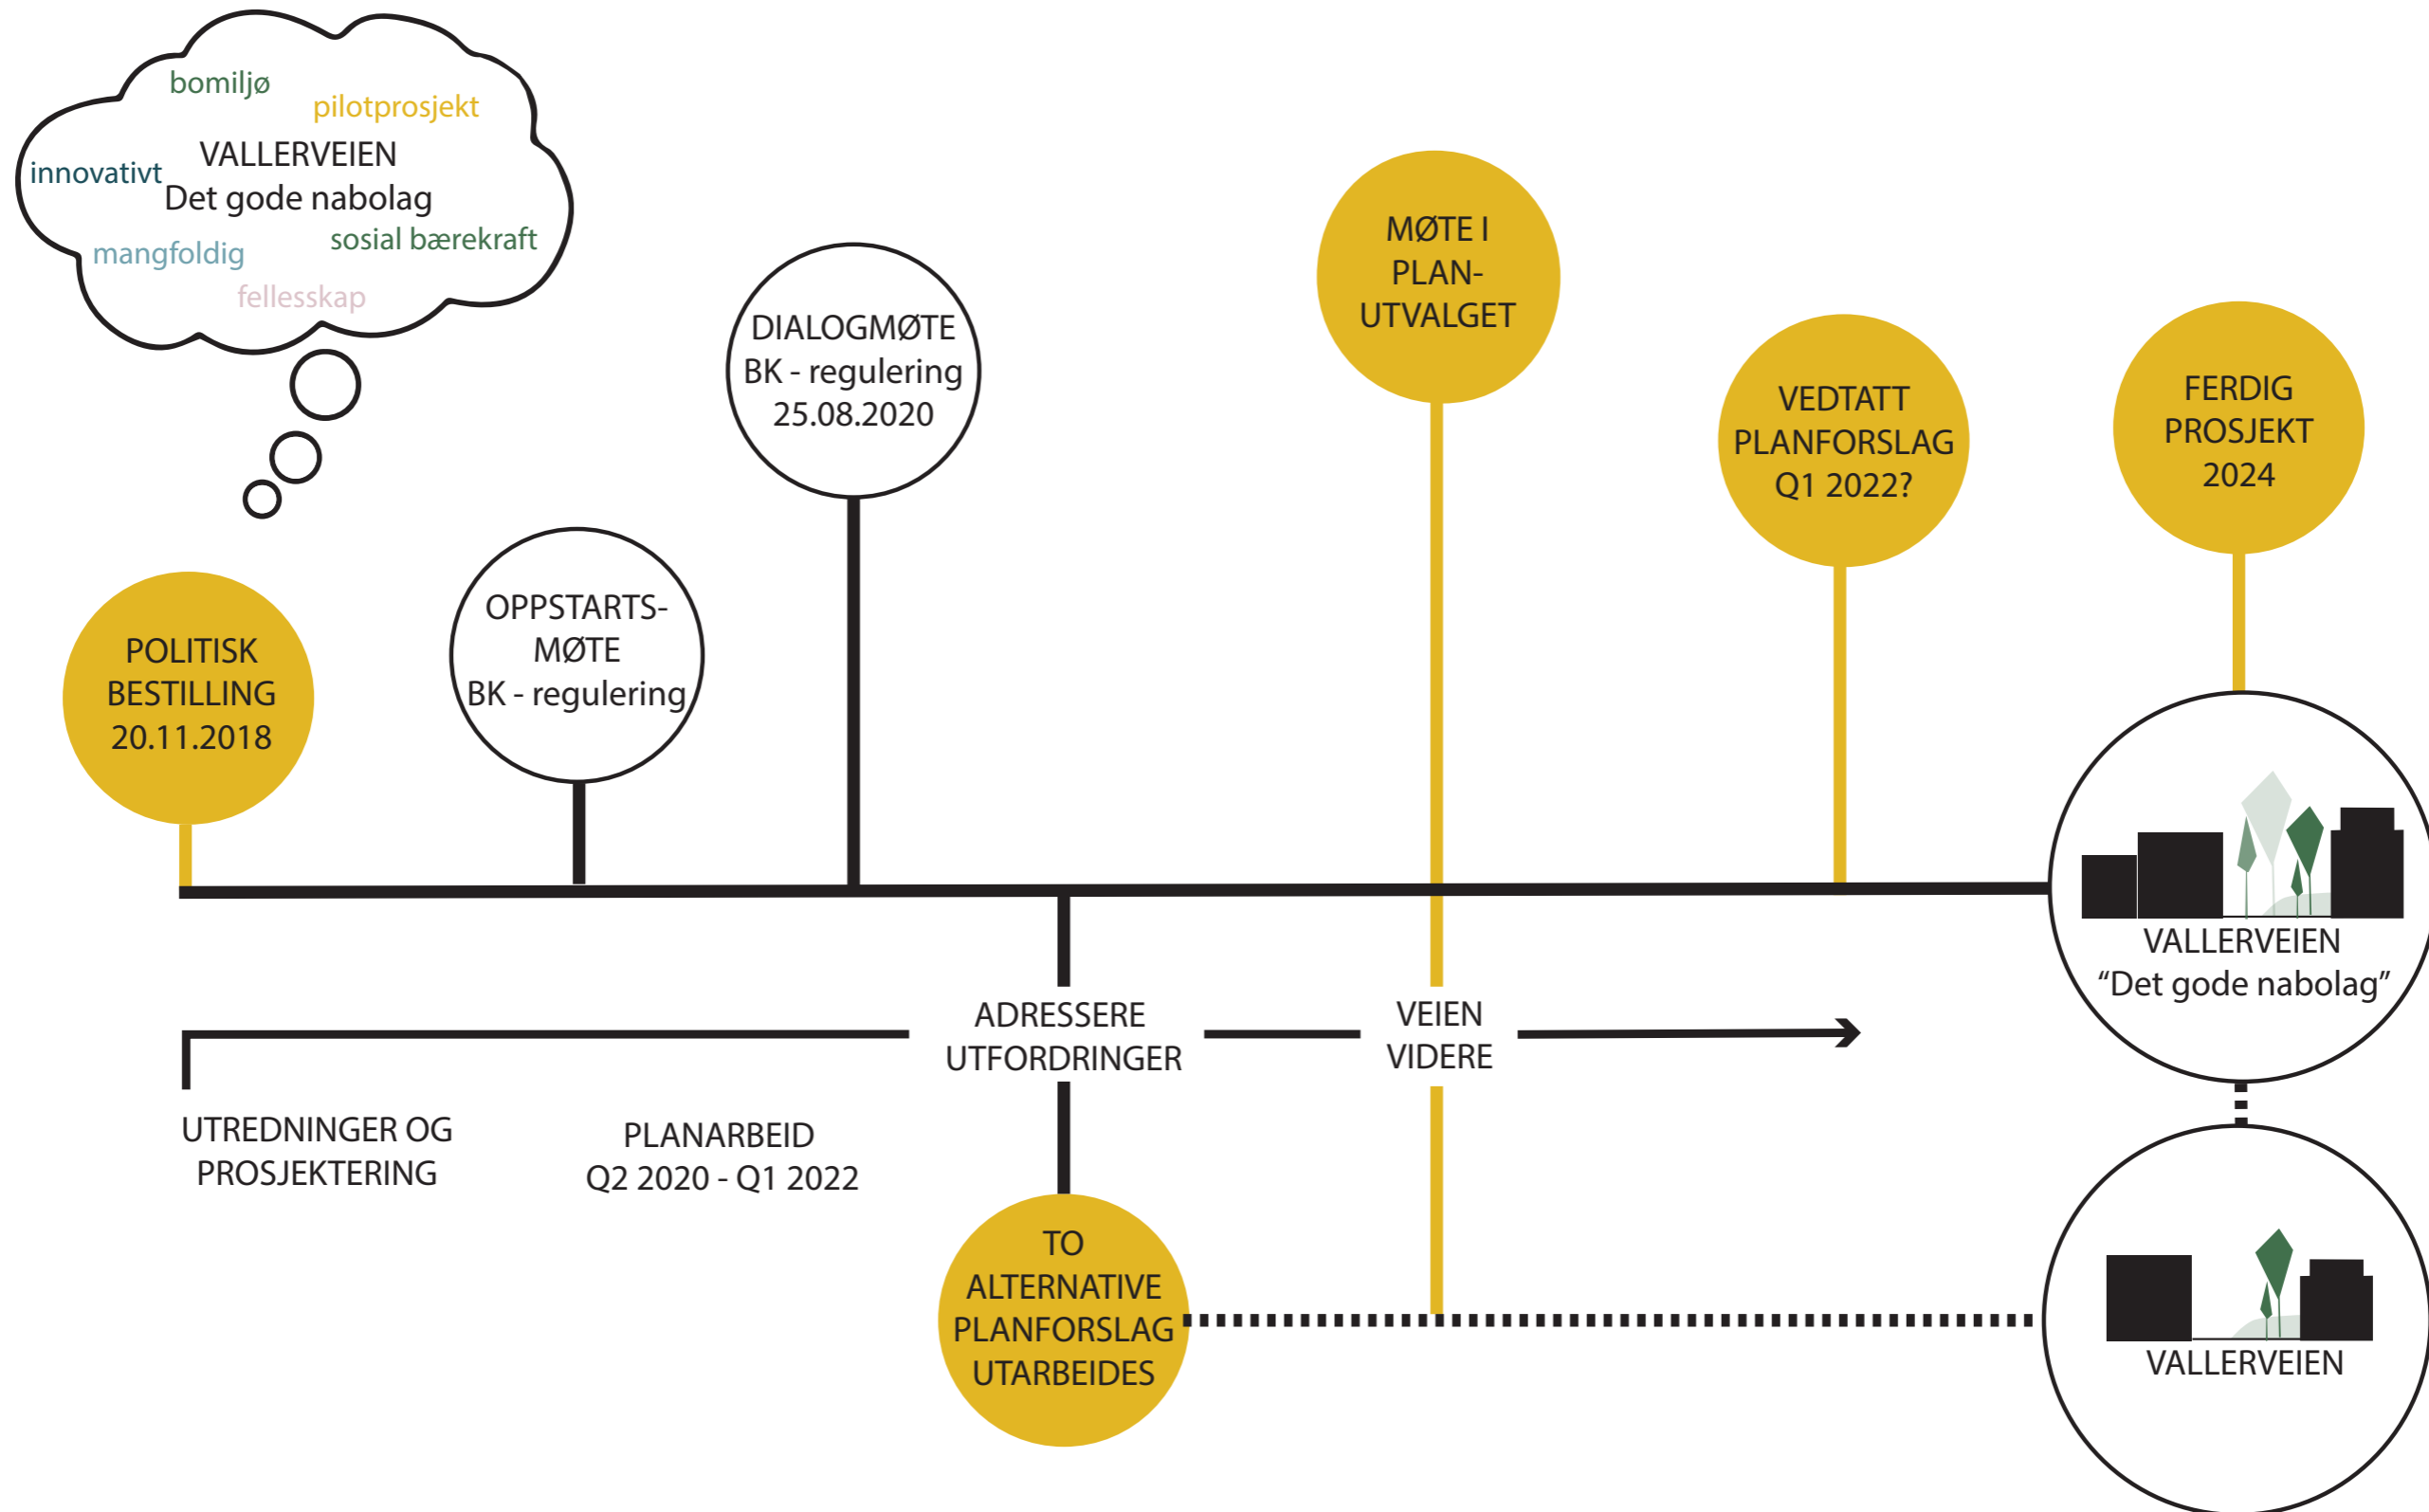 bomiljø
pilotprosjekt
VALLERVEIEN
innovativt
Det gode nabolag
sosial bærekraft
mangfoldig
fellesskap
POLITISK
BESTILLING
20.11.2018
OPPSTARTS-
MØTE
BK - regulering
DIALOGMØTE
BK - regulering
25.08.2020
MØTE I
PLAN-
UTVALGET
VEDTATT
PLANFORSLAG
Q1 2022?
FERDIG
PROSJEKT
2024
VALLERVEIEN
“Det gode nabolag”
ADRESSERE
UTFORDRINGER
VEIEN
VIDERE
UTREDNINGER OG
PROSJEKTERING
PLANARBEID
Q2 2020 - Q1 2022
TO
ALTERNATIVE
PLANFORSLAG
UTARBEIDES
VALLERVEIEN